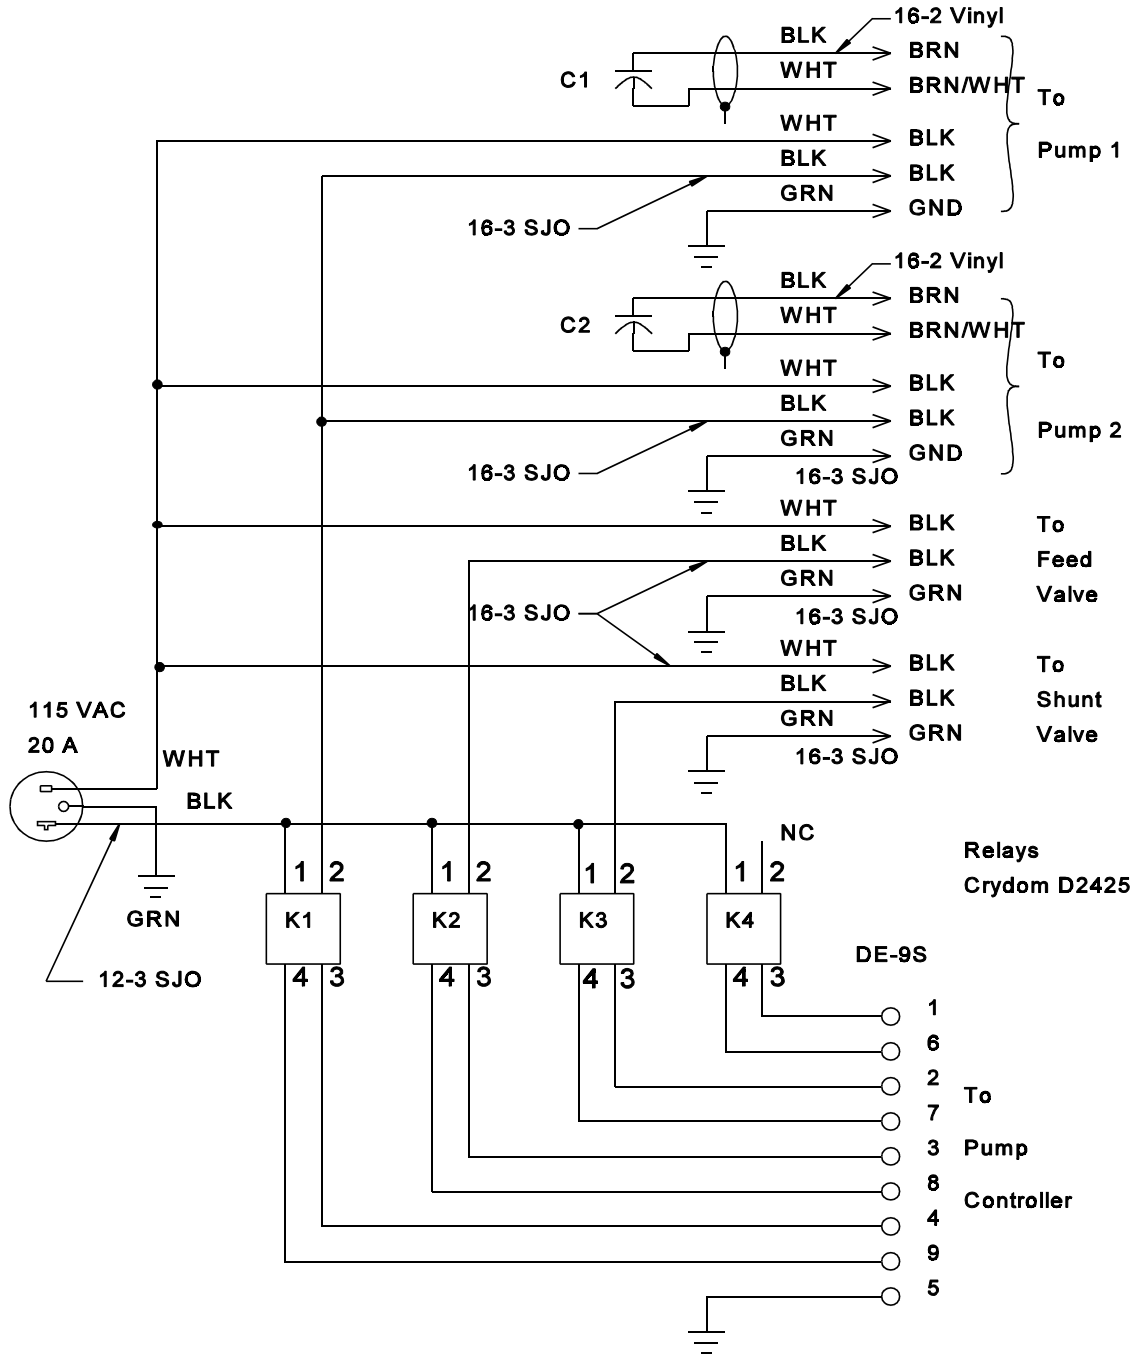 16-2 Vinyl
BLK
BRN
C1
WHT
BRN/WHT
To
WHT
BLK
Pump 1
BLK
BLK
GRN
GND
16-3 SJO
16-2 Vinyl
BLK
BRN
C2
WHT
BRN/WHT
To
WHT
BLK
BLK
BLK
Pump 2
GRN
GND
16-3 SJO
16-3 SJO
WHT
BLK
To
BLK
BLK
Feed
GRN
GRN
Valve
16-3 SJO
16-3 SJO
WHT
BLK
To
BLK
BLK
Shunt
GRN
GRN
Valve
16-3 SJO
115 VAC
20 A
WHT
BLK
NC
Relays
Crydom D2425
1 2
1 2
1 2
1 2
K1
K2
K3
K4
GRN
4 3
4 3
4 3
4 3
12-3 SJO
DE-9S
1
6
2
To
7
3
Pump
8
Controller
4
9
5